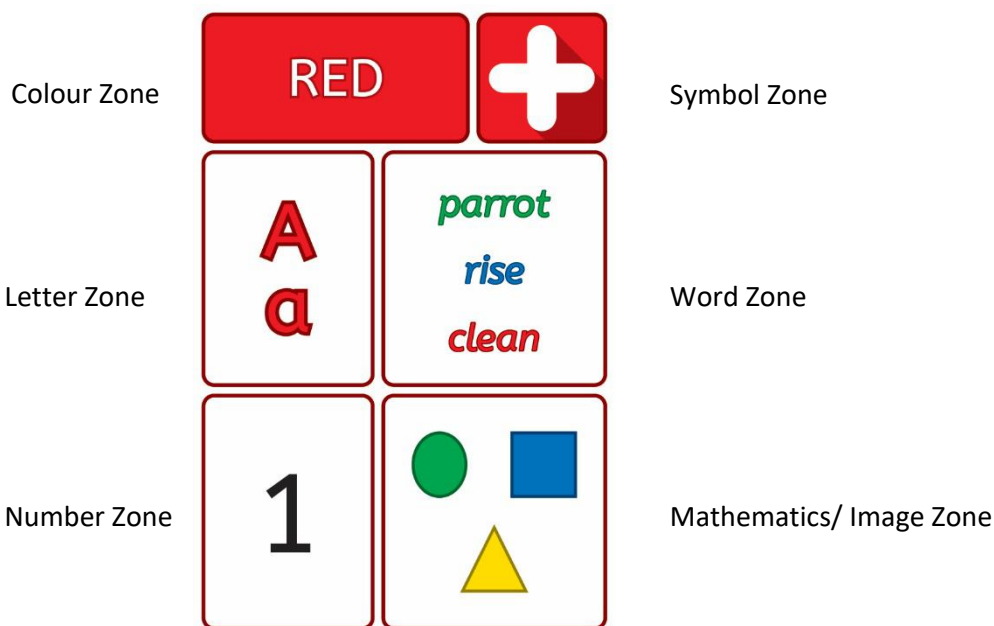 Colour Zone
RED
Symbol Zone
Letter Zone
A
a
parrot
rise
clean
Word Zone
Number Zone
1
Mathematics/ Image Zone